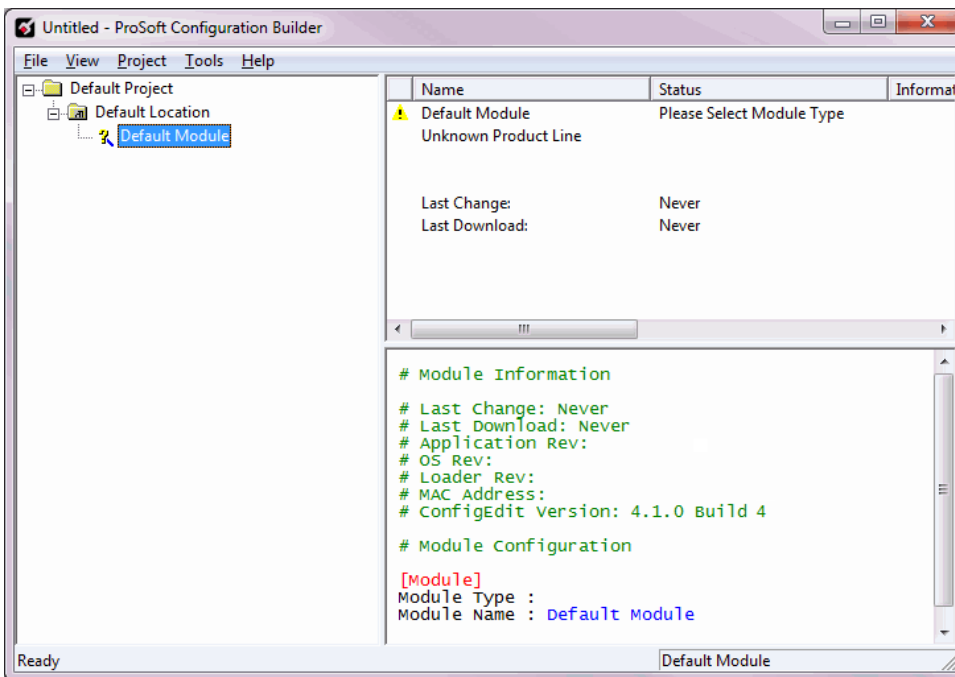 Untitled - ProSoft Configuration Builder
File View Project Tools Help
Default Project
Default Location
Default Module
Name Status Informat
Default Module Please Select Module Type
Unknown Product Line
Last Change: Never
Last Download: Never
# Module Information
# Last Change: Never
# Last Download: Never
# Application Rev:
# OS Rev:
# Loader Rev:
# MAC Address:
# ConfigEdit Version: 4.1.0 Build 4
# Module Configuration
[Module]
Module Type :
Module Name : Default Module
Ready Default Module